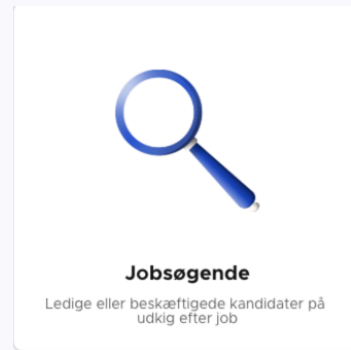 Jobsøgende
Ledige eller beskæftigede kandidater på
udkig efter job